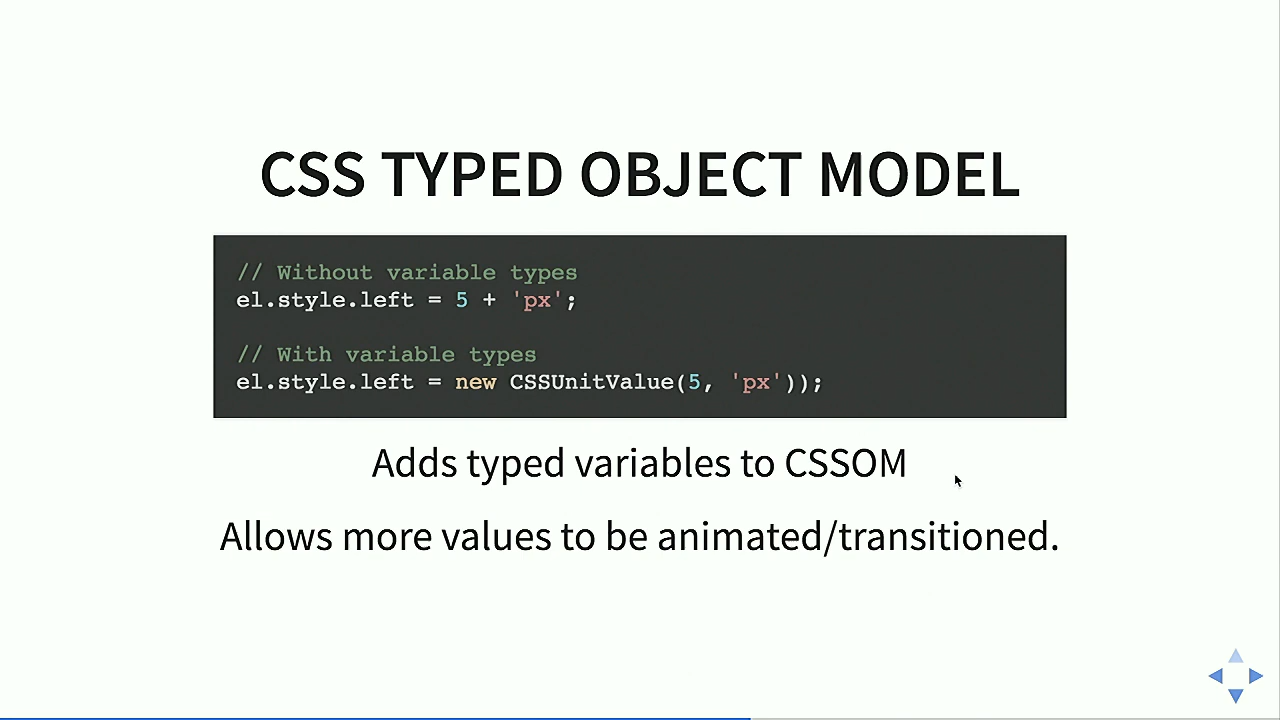 CSS TYPED OBJECT MODEL
// Without variable types
el.style.left = 5 + 'px';
// With variable types
el.style.left = new CSSUnitValue(5, 'px'));
Adds typed variables to CSSOM
Allows more values to be animated/transitioned.